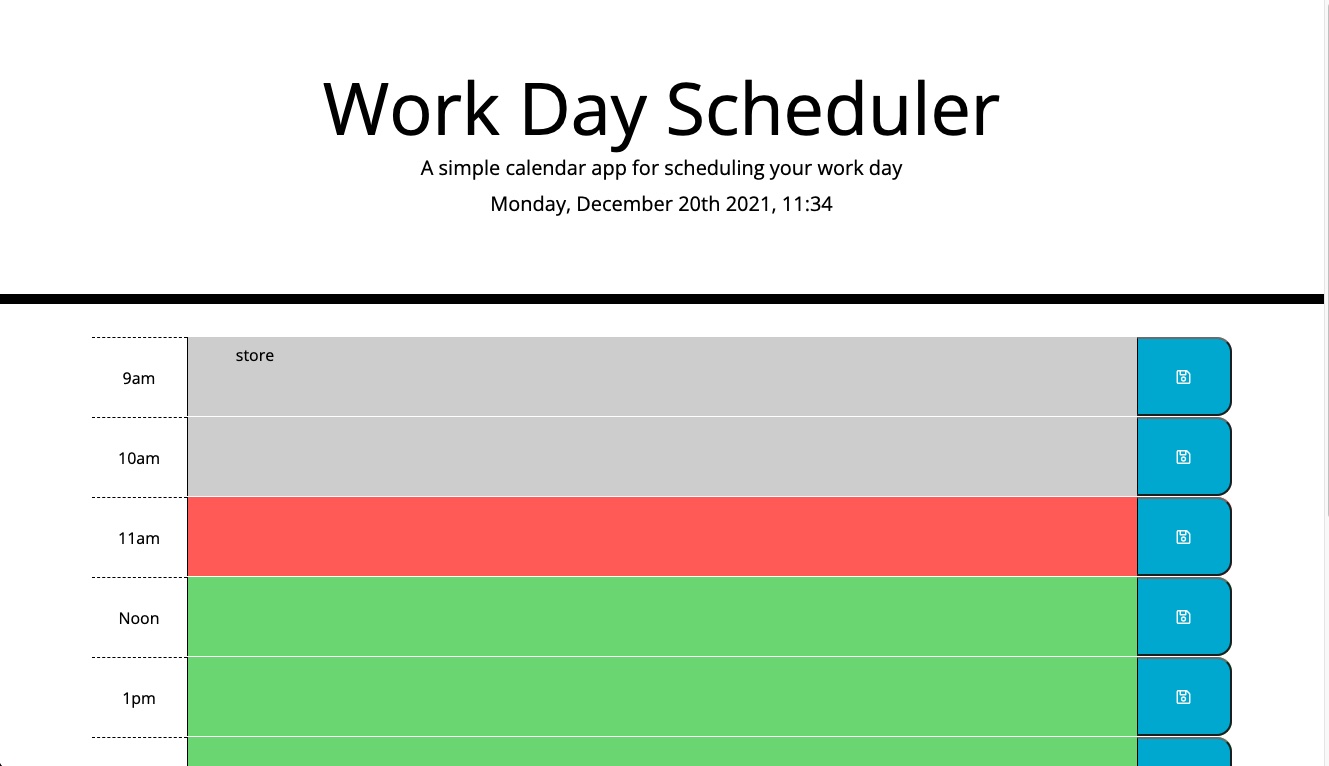 Work Day Scheduler
A simple calendar app for scheduling your work day
Monday, December 20th 2021, 11:34
9am
store
10am
11am
Noon
1pm